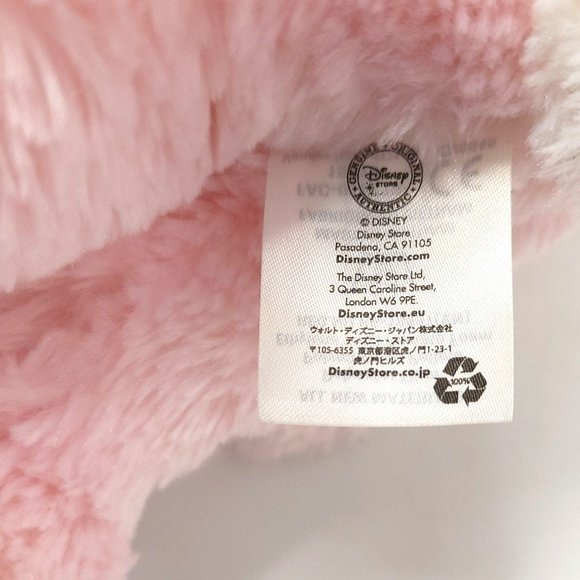 GENUINE • ORIGINAL
Disney
STORE
AUTHENTIC
© DISNEY
Disney Store
Pasadena, CA 91105
DisneyStore.com
The Disney Store Ltd,
3 Queen Caroline Street,
London W6 9PE.
DisneyStore.eu
ウォルト・ディズニー・ジャパン株式会社
ディズニー・ストア
〒105-6355 東京都港区虎ノ門1-23-1
虎ノ門ヒルズ
DisneyStore.co.jp
100%